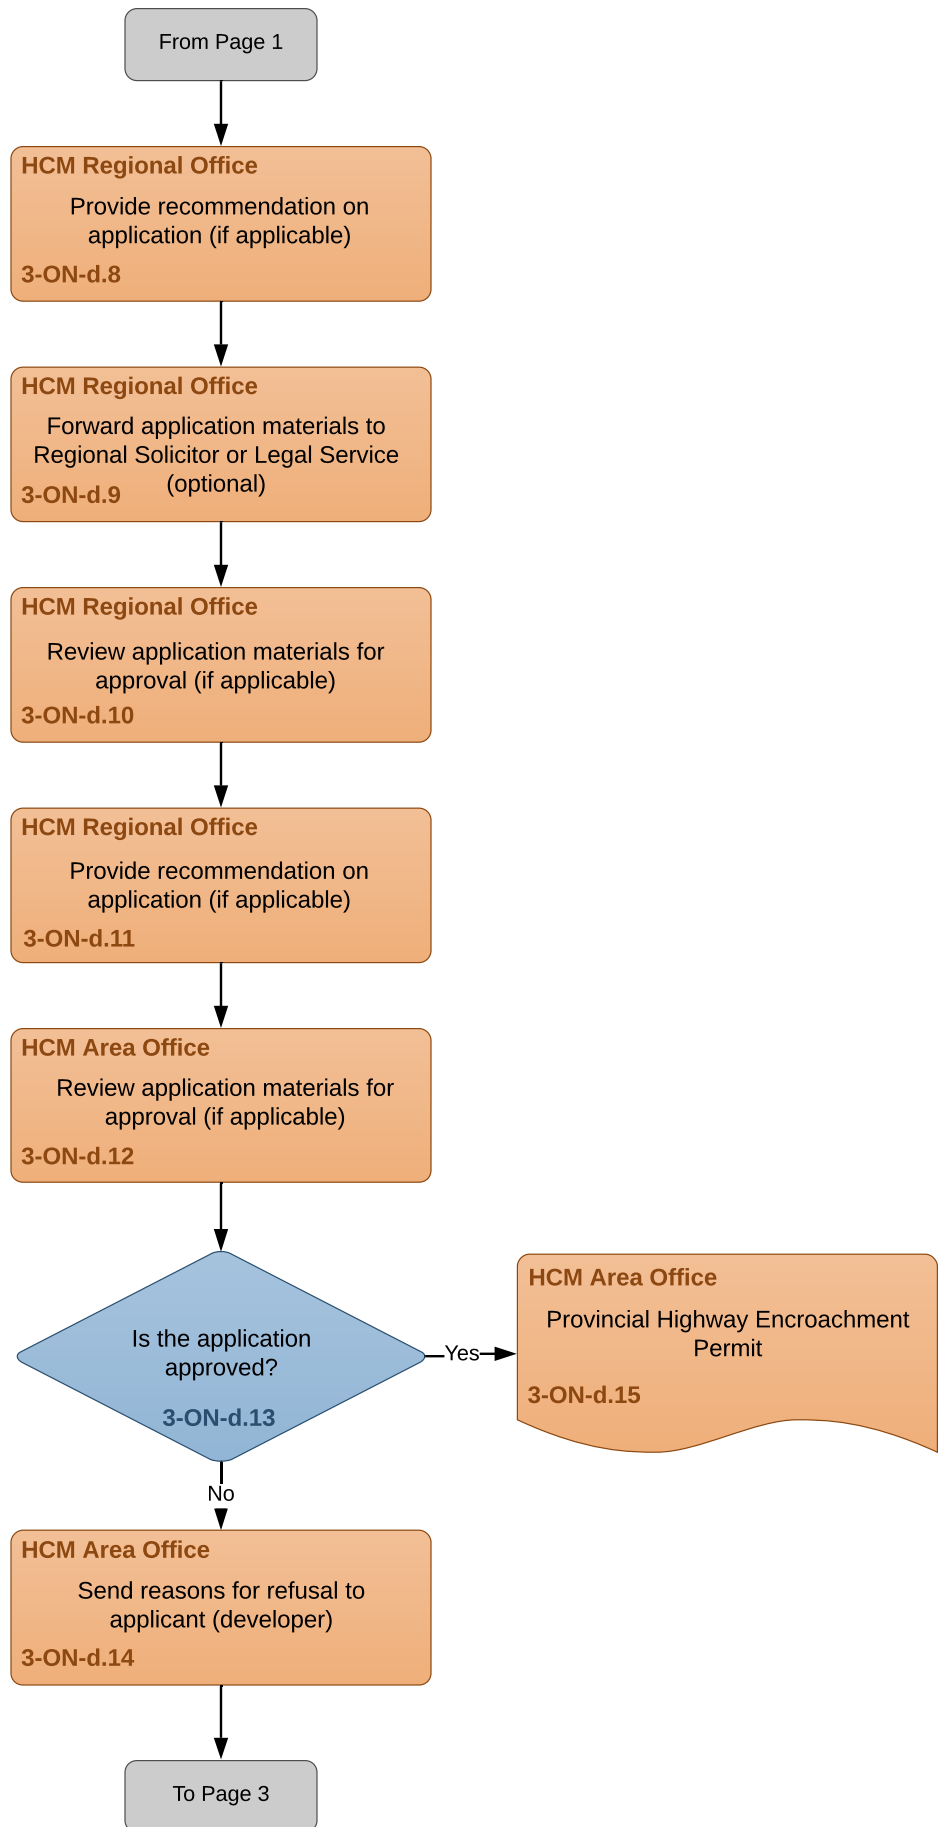 From Page 1
HCM Regional Office
Provide recommendation on
application (if applicable)
3-ON-d.8
HCM Regional Office
Forward application materials to
Regional Solicitor or Legal Service
(optional)
3-ON-d.9
HCM Regional Office
Review application materials for
approval (if applicable)
3-ON-d.10
HCM Regional Office
Provide recommendation on
application (if applicable)
3-ON-d.11
HCM Area Office
Review application materials for
approval (if applicable)
3-ON-d.12
Is the application
approved?
3-ON-d.13
Yes
HCM Area Office
Provincial Highway Encroachment
Permit
3-ON-d.15
No
HCM Area Office
Send reasons for refusal to
applicant (developer)
3-ON-d.14
To Page 3